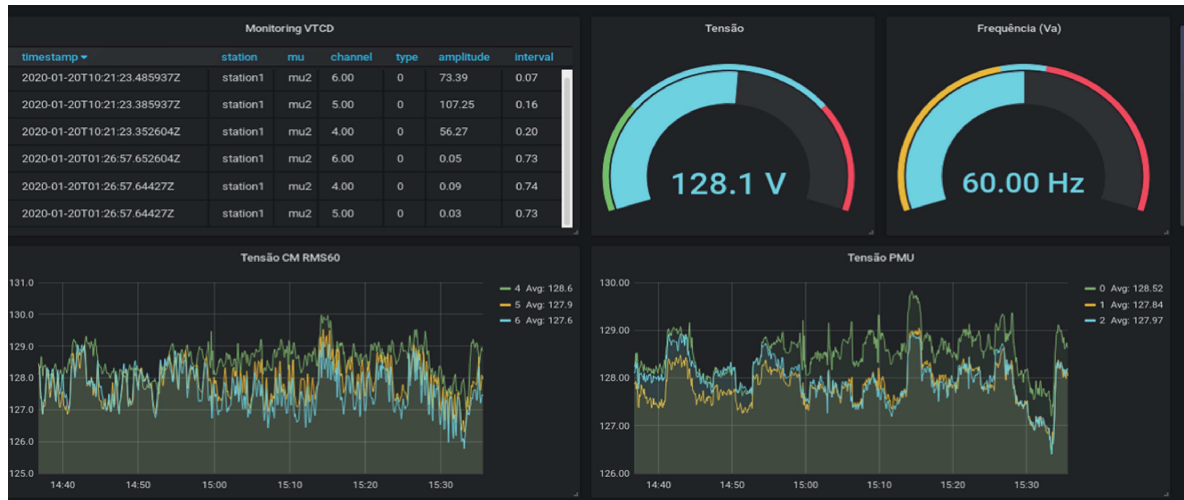 Monitoring VTCD
timestamp station mu channel type amplitude interval
2020-01-20T10:21:23.485937Z station1 mu2 6.00 0 73.39 0.07
2020-01-20T10:21:23.385937Z station1 mu2 5.00 0 107.25 0.16
2020-01-20T10:21:23.352604Z station1 mu2 4.00 0 56.27 0.20
2020-01-20T01:26:57.652604Z station1 mu2 6.00 0 0.05 0.73
2020-01-20T01:26:57.64427Z station1 mu2 4.00 0 0.09 0.74
2020-01-20T01:26:57.64427Z station1 mu2 5.00 0 0.03 0.73
Tensão
128.1 V
Frequência (Va)
60.00 Hz
Tensão CM RMS60
131.0
130.0
129.0
128.0
127.0
126.0
125.0
14:40 14:50 15:00 15:10 15:20 15:30
4 Avg: 128.6
5 Avg: 127.9
6 Avg: 127.6
Tensão PMU
130.00
129.00
128.00
127.00
126.00
14:40 14:50 15:00 15:10 15:20 15:30
0 Avg: 128.52
1 Avg: 127.84
2 Avg: 127.97